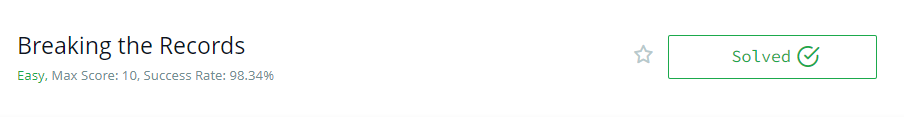 Breaking the Records
Solved
Easy, Max Score: 10, Success Rate: 98.34%